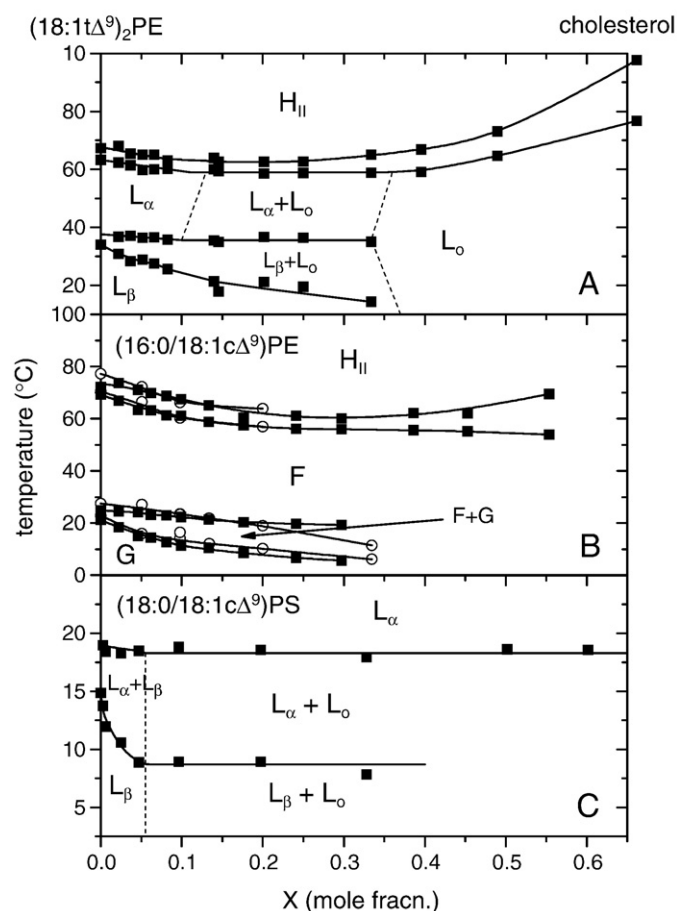 (18:1tΔ⁹)₂PE cholesterol
10
H_II
80
60
L_α
L_α+L_o
40
L_β+L_o
L_o
20
L_β
A
100
(16:0/18:1cΔ⁹)PE
H_II
80
60
F
40
F+G
20
G
B
0
(18:0/18:1cΔ⁹)PS
L_α
20
L_α+L_β
15
L_α + L_o
10
L_β
L_β + L_o
5
C
0.0 0.1 0.2 0.3 0.4 0.5 0.6
X (mole fracn.)
temperature (°C)